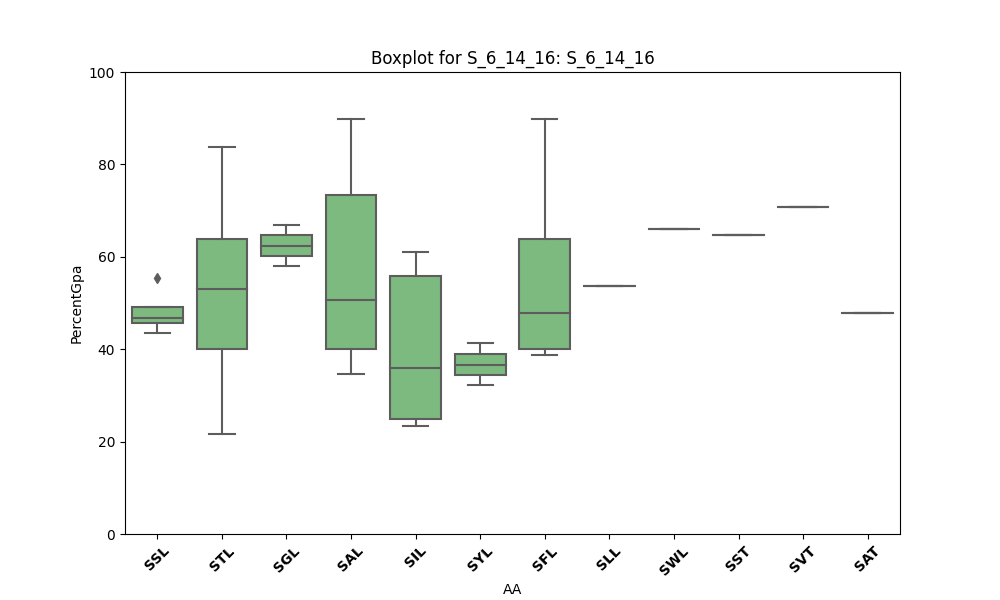 Boxplot for S_6_14_16: S_6_14_16
100
80
60
40
20
0
PercentGpa
SSL STL SGL SAL SIL SYL SFL SLL SWL SST SVT SAT
AA